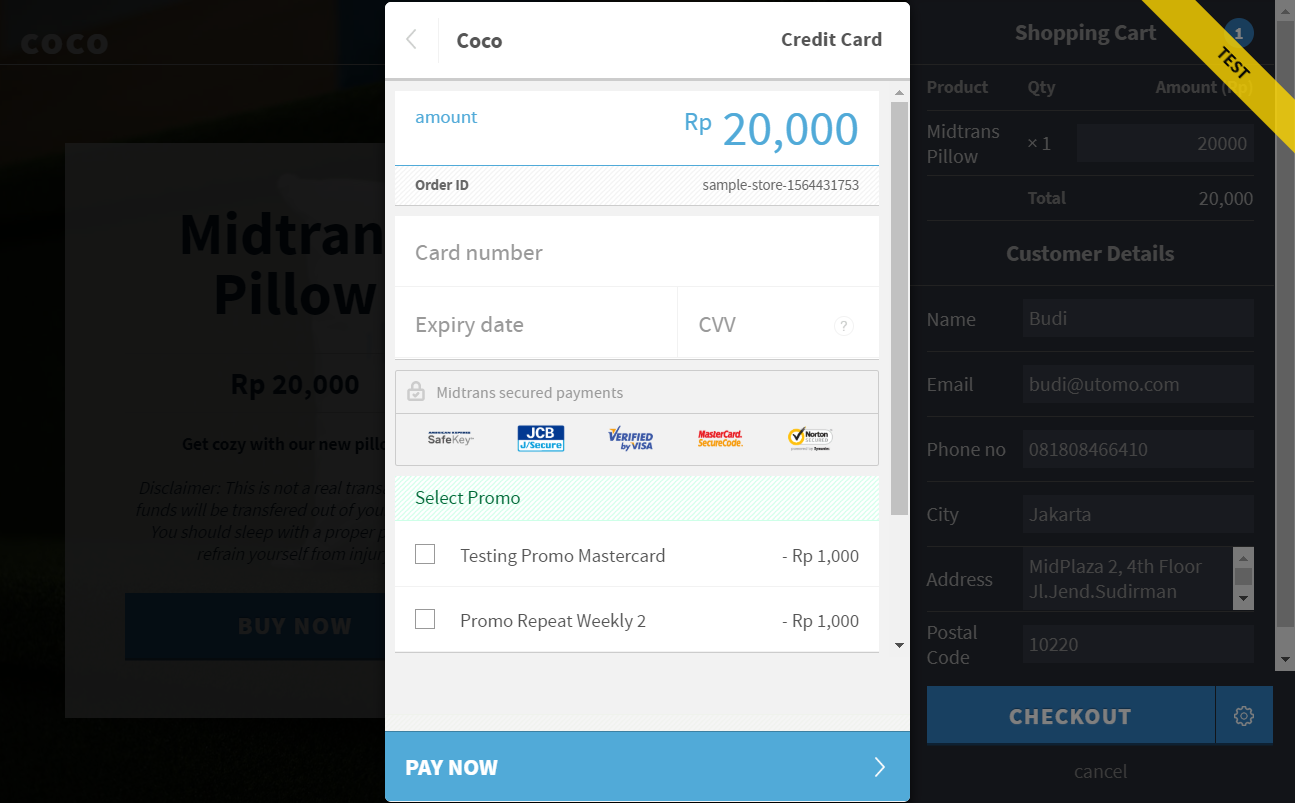 coco
Midtran
Pillow
Rp 20,000
Get cozy with our new pillo
Disclaimer: This is not a real trans
funds will be transfered out of you
You should sleep with a proper p
refrain yourself from injur
BUY NOW
Coco
Credit Card
amount
Rp 20,000
Order ID
sample-store-1564431753
Card number
Expiry date
CVV
?
Midtrans secured payments
AMERICAN EXPRESS
SafeKey
JCB
J/Secure
VERIFIED
by VISA
MasterCard.
SecureCode.
Norton
SECURED
powered by Symantec
Select Promo
Testing Promo Mastercard - Rp 1,000
Promo Repeat Weekly 2 - Rp 1,000
PAY NOW
Shopping Cart 1
TEST
Product Qty Amount (Rp)
Midtrans
Pillow
× 1 20000
Total 20,000
Customer Details
Name Budi
Email budi@utomo.com
Phone no 081808466410
City Jakarta
Address
MidPlaza 2, 4th Floor
Jl.Jend.Sudirman
Postal
Code
10220
CHECKOUT
cancel